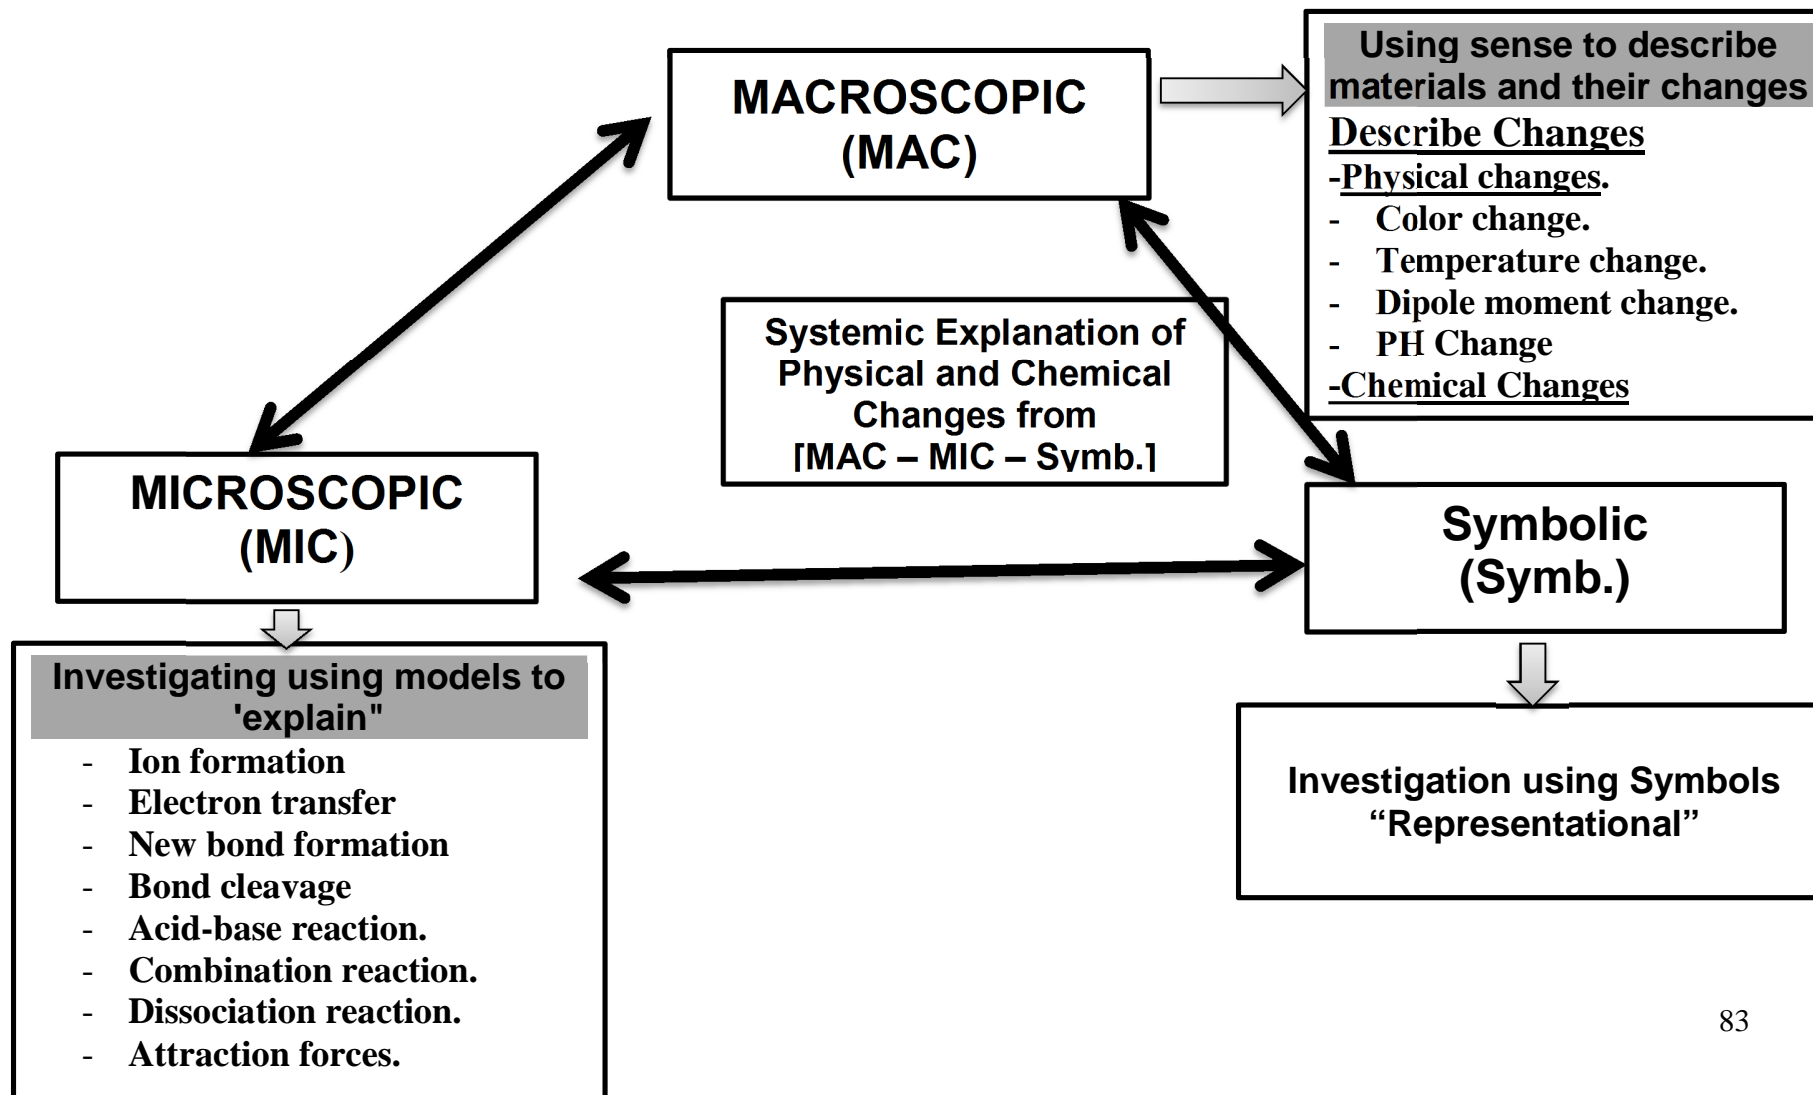 MACROSCOPIC
(MAC)
Using sense to describe
materials and their changes
Describe Changes
-Physical changes.
- Color change.
- Temperature change.
- Dipole moment change.
- PH Change
-Chemical Changes
Systemic Explanation of
Physical and Chemical
Changes from
[MAC – MIC – Symb.]
MICROSCOPIC
(MIC)
Symbolic
(Symb.)
Investigating using models to
'explain"
- Ion formation
- Electron transfer
- New bond formation
- Bond cleavage
- Acid-base reaction.
- Combination reaction.
- Dissociation reaction.
- Attraction forces.
Investigation using Symbols
“Representational”
83